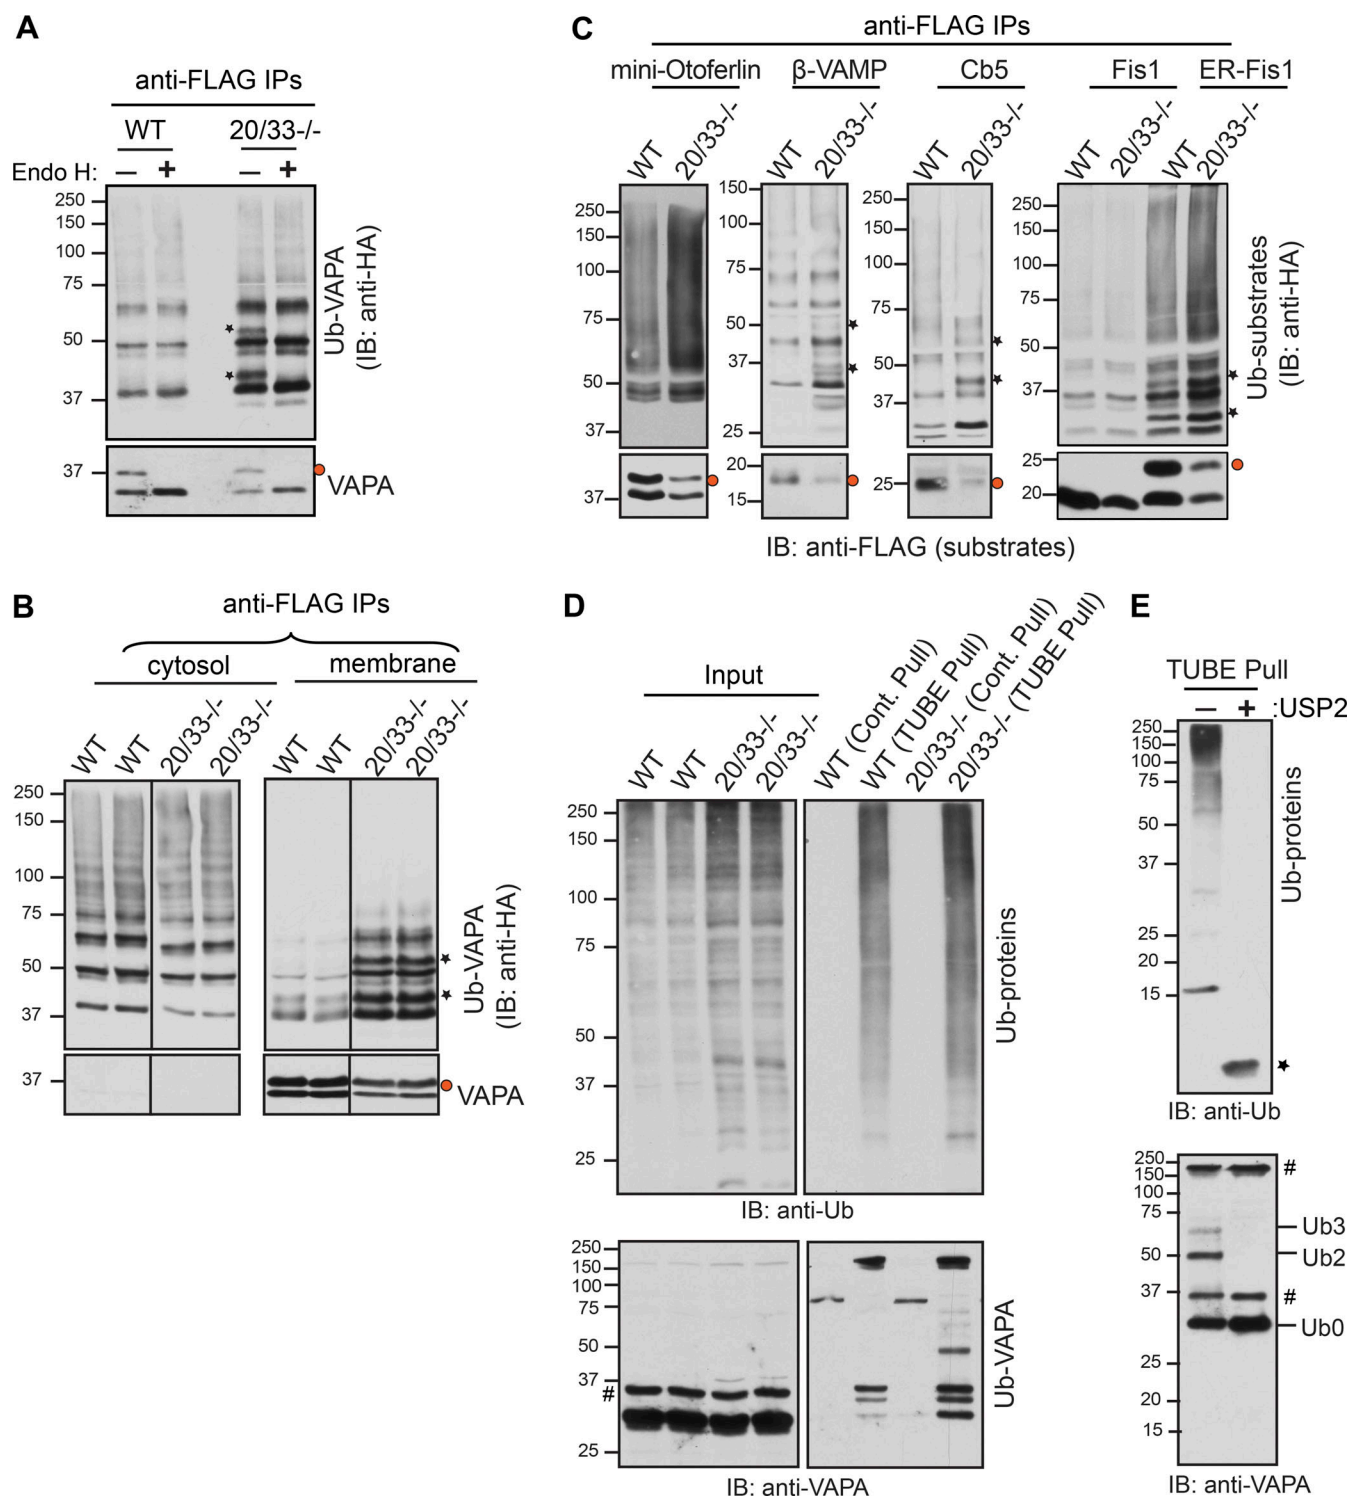 A
anti-FLAG IPs
WT 20/33-/-
Endo H: – + – +
250
150
100
75
50
37
Ub-VAPA
(IB: anti-HA)
37
VAPA
B
anti-FLAG IPs
cytosol membrane
WT WT 20/33-/- 20/33-/- WT WT 20/33-/- 20/33-/-
250
150
100
75
50
37
Ub-VAPA
(IB: anti-HA)
37
VAPA
C
anti-FLAG IPs
mini-Otoferlin β-VAMP Cb5 Fis1 ER-Fis1
WT 20/33-/- WT 20/33-/- WT 20/33-/- WT 20/33-/- WT 20/33-/-
250
150
100
75
50
37
37
150
100
75
50
37
25
20
15
250
150
100
75
50
37
25
250
150
100
75
50
37
25
20
Ub-substrates
(IB: anti-HA)
IB: anti-FLAG (substrates)
D
Input
WT WT 20/33-/- 20/33-/- WT (Cont. Pull) WT (TUBE Pull) 20/33-/- (Cont. Pull) 20/33-/- (TUBE Pull)
250
150
100
75
50
37
25
Ub-proteins
IB: anti-Ub
250
150
100
75
50
37
#
25
Ub-VAPA
IB: anti-VAPA
E
TUBE Pull
– + :USP2
250
150
100
75
50
37
25
20
15
Ub-proteins
IB: anti-Ub
250
150
100
75
50
37
25
20
15
#
Ub3
Ub2
#
Ub0
IB: anti-VAPA